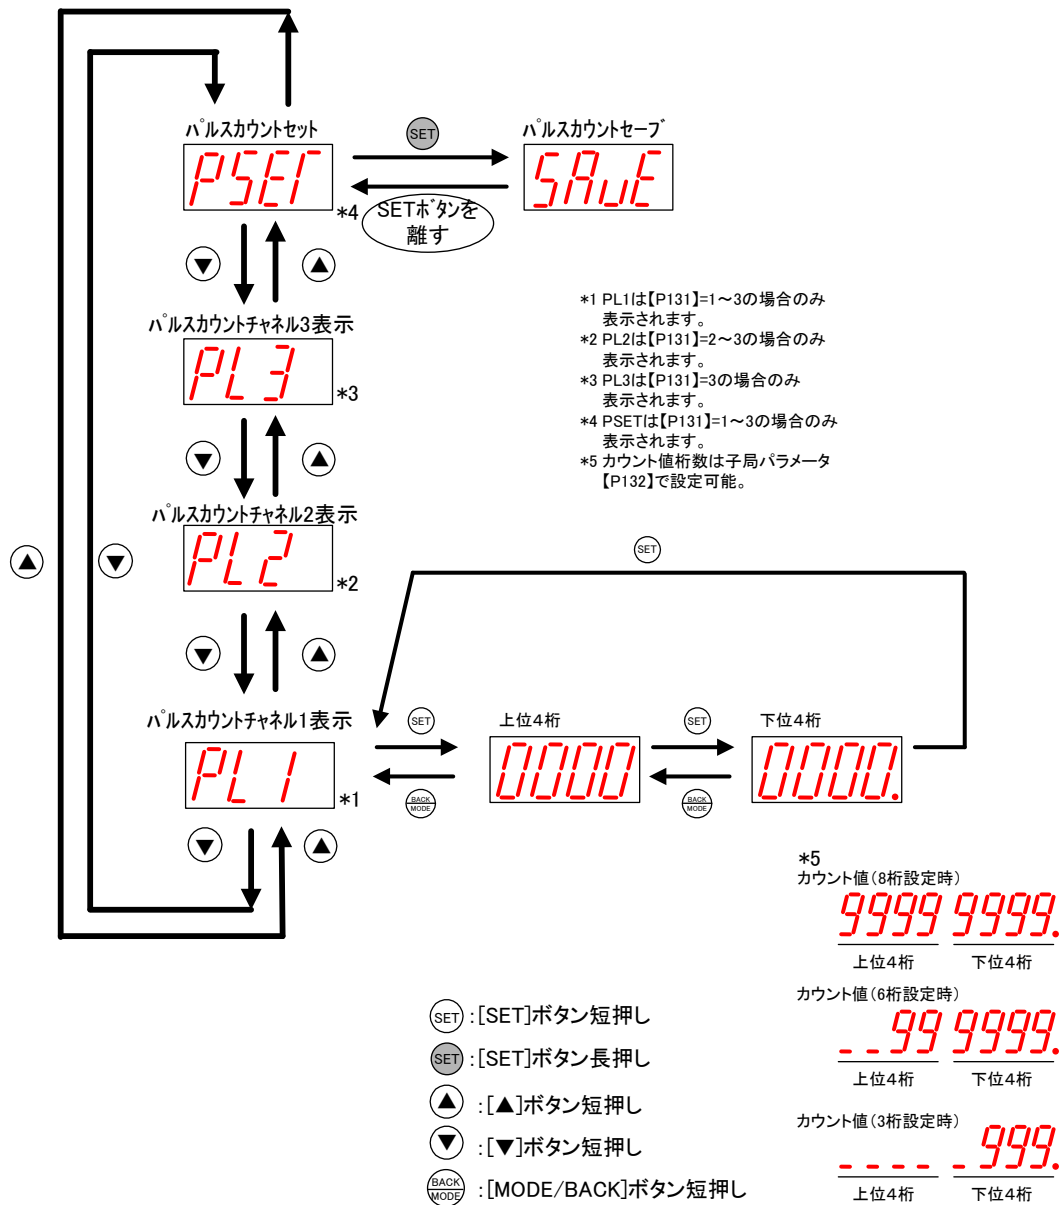 パルスカウントセット
SET
パルスカウントセーブ
PSET
*4
SAvE
SETボタンを
離す
▼
▲
パルスカウントチャネル3表示
PL3
*3
*1 PL1は【P131】=1～3の場合のみ
表示されます。
*2 PL2は【P131】=2～3の場合のみ
表示されます。
*3 PL3は【P131】=3の場合のみ
表示されます。
*4 PSETは【P131】=1～3の場合のみ
表示されます。
*5 カウント値桁数は子局パラメータ
【P132】で設定可能。
▼
▲
パルスカウントチャネル2表示
PL2
*2
▲
▼
SET
▼
▲
パルスカウントチャネル1表示
PL1
*1
SET
BACK
MODE
上位4桁
0000
SET
BACK
MODE
下位4桁
0000.
▼
▲
*5
カウント値（8桁設定時）
9999 9999.
上位4桁 下位4桁
カウント値（6桁設定時）
_ _99 9999.
上位4桁 下位4桁
カウント値（3桁設定時）
_ _ _ _ _999.
上位4桁 下位4桁
SET :[SET]ボタン短押し
SET :[SET]ボタン長押し
▲ :[▲]ボタン短押し
▼ :[▼]ボタン短押し
BACK
MODE :[MODE/BACK]ボタン短押し